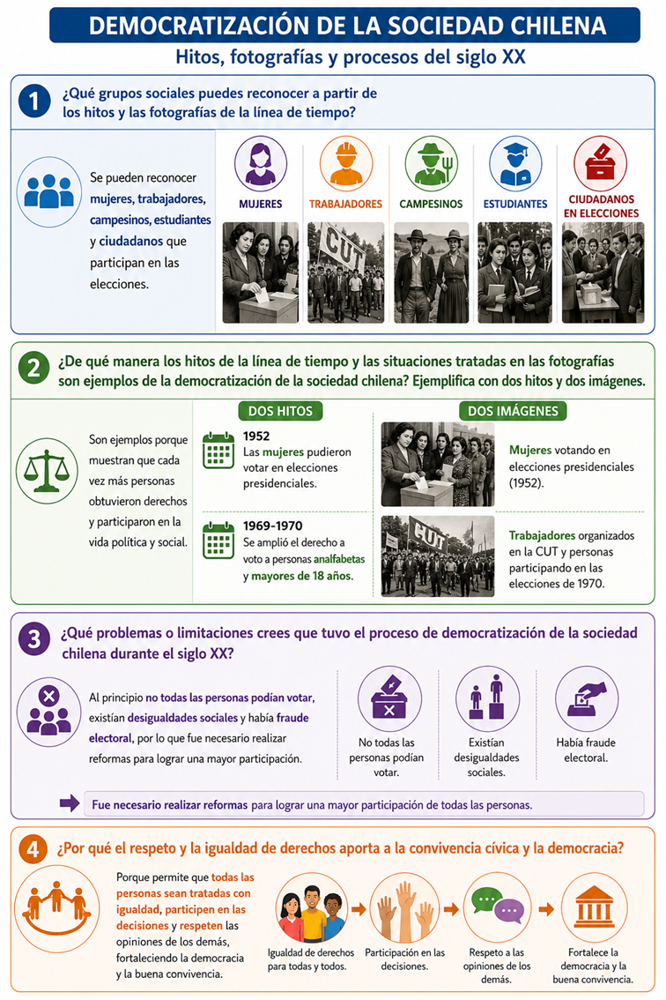 DEMOCRATIZACIÓN DE LA SOCIEDAD CHILENA
Hitos, fotografías y procesos del siglo XX
1
¿Qué grupos sociales puedes reconocer a partir de
los hitos y las fotografías de la línea de tiempo?
Se pueden reconocer
mujeres, trabajadores,
campesinos, estudiantes
y ciudadanos que
participan en las
elecciones.
MUJERES
TRABAJADORES
CAMPESINOS
ESTUDIANTES
CIUDADANOS
EN ELECCIONES
CUT
2
¿De qué manera los hitos de la línea de tiempo y las situaciones tratadas en las fotografías
son ejemplos de la democratización de la sociedad chilena? Ejemplifica con dos hitos y dos imágenes.
Son ejemplos porque
muestran que cada
vez más personas
obtuvieron derechos
y participaron en la
vida política y social.
DOS HITOS
1952
Las mujeres pudieron
votar en elecciones
presidenciales.
1969-1970
Se amplió el derecho a
voto a personas analfabetas
y mayores de 18 años.
DOS IMÁGENES
Mujeres votando en
elecciones presidenciales
(1952).
CUT
Trabajadores organizados
en la CUT y personas
participando en las
elecciones de 1970.
3
¿Qué problemas o limitaciones crees que tuvo el proceso de democratización de la sociedad
chilena durante el siglo XX?
Al principio no todas las personas podían votar,
existían desigualdades sociales y había fraude
electoral, por lo que fue necesario realizar
reformas para lograr una mayor participación.
No todas las
personas podían
votar.
Existían
desigualdades
sociales.
Había fraude
electoral.
Fue necesario realizar reformas para lograr una mayor participación de todas las personas.
4
¿Por qué el respeto y la igualdad de derechos aporta a la convivencia cívica y la democracia?
Porque permite que todas las
personas sean tratadas con
igualdad, participen en las
decisiones y respeten las
opiniones de los demás,
fortaleciendo la democracia
y la buena convivencia.
Igualdad de derechos
para todas y todos.
Participación en las
decisiones.
Respeto a las
opiniones de los
demás.
Fortalece la
democracia y la
buena convivencia.